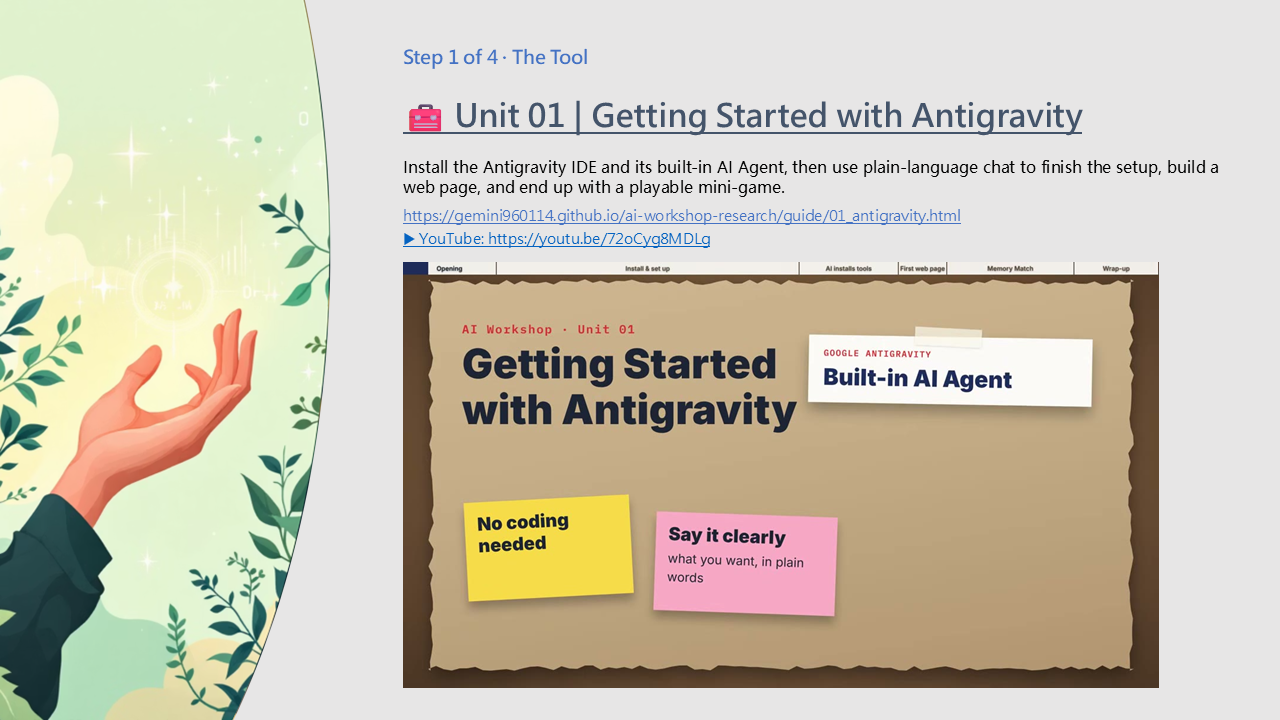 Step 1 of 4 · The Tool
🧰 Unit 01 | Getting Started with Antigravity
Install the Antigravity IDE and its built-in AI Agent, then use plain-language chat to finish the setup, build a
web page, and end up with a playable mini-game.
https://gemini960114.github.io/ai-workshop-research/guide/01_antigravity.html
▶ YouTube: https://youtu.be/72oCyg8MDLg
Opening Install & set up AI installs tools First web page Memory Match Wrap-up
AI Workshop · Unit 01
Getting Started
with Antigravity
GOOGLE ANTIGRAVITY
Built-in AI Agent
No coding
needed
Say it clearly
what you want, in plain
words